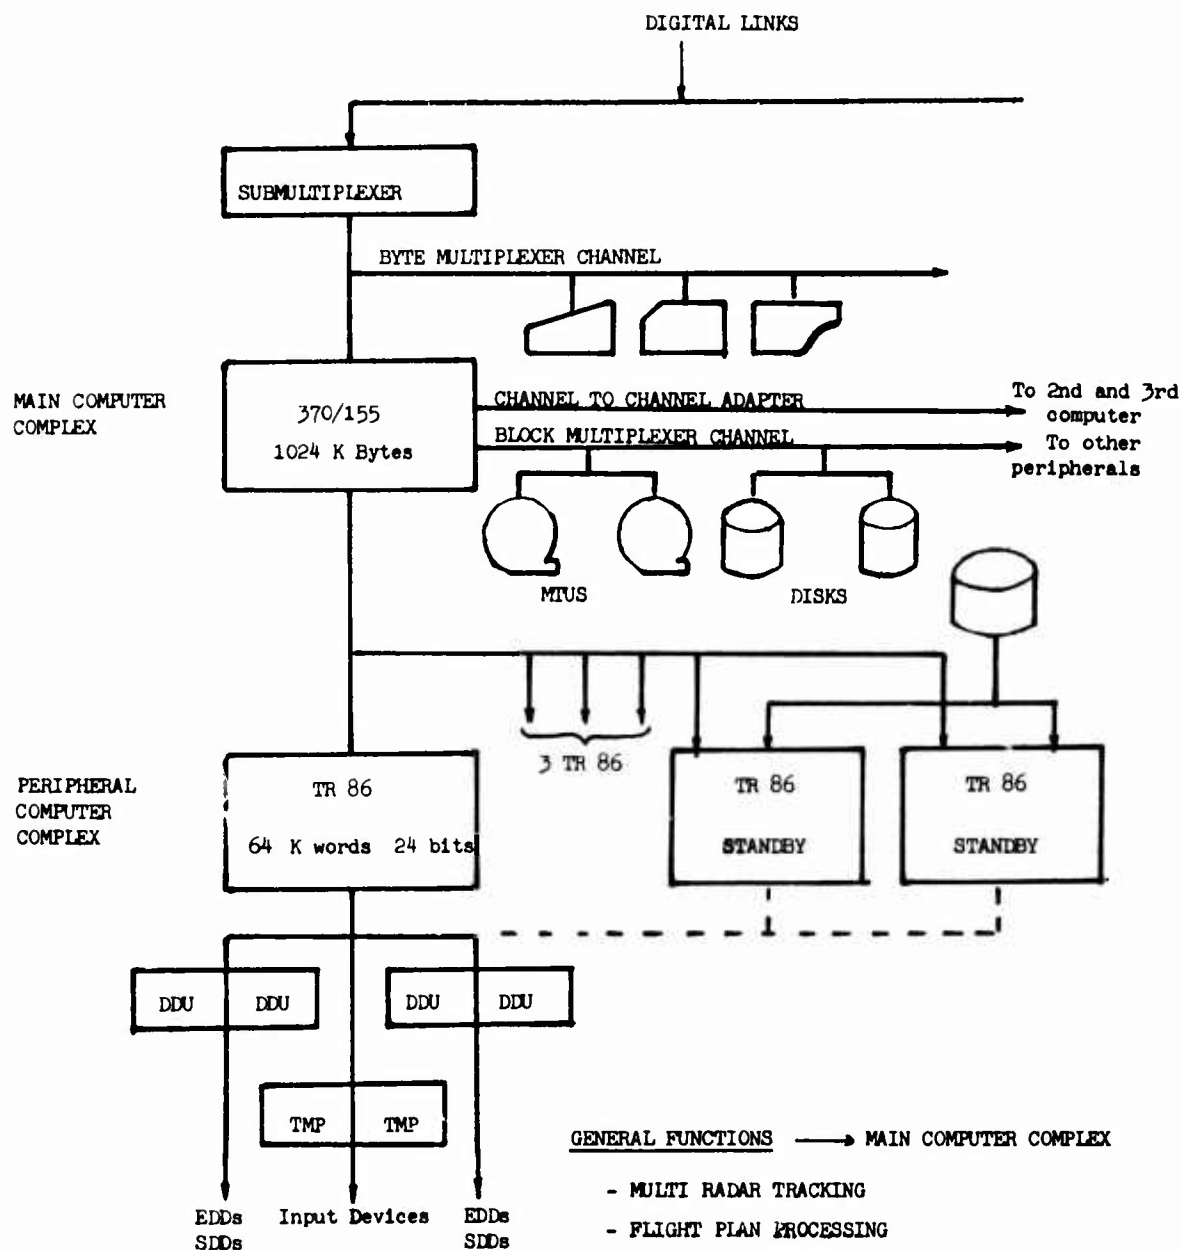 DIGITAL LINKS
SUBMULTIPLEXER
BYTE MULTIPLEXER CHANNEL
MAIN COMPUTER
COMPLEX
370/155
1024 K Bytes
CHANNEL TO CHANNEL ADAPTER
To 2nd and 3rd
computer
BLOCK MULTIPLEXER CHANNEL
To other
peripherals
MTUS
DISKS
3 TR 86
PERIPHERAL
COMPUTER
COMPLEX
TR 86
64 K words 24 bits
TR 86
STANDBY
TR 86
STANDBY
DDU DDU
DDU DDU
TMP TMP
EDDs
SDDs
Input Devices
EDDs
SDDs
GENERAL FUNCTIONS MAIN COMPUTER COMPLEX
- MULTI RADAR TRACKING
- FLIGHT PLAN PROCESSING